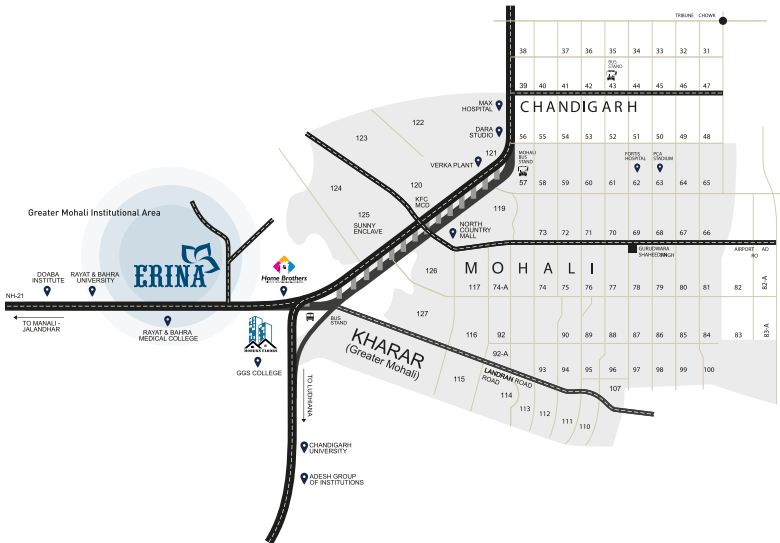 TRIBUNE CHOWK
38 37 36 35 34 33 32 31
BUS
STAND
39 40 41 42 43 44 45 46 47
MAX
HOSPITAL
CHANDIGARH
DARA
STUDIO
122
123
56 55 54 53 52 51 50 49 48
121
MOHALI
BUS
STAND
FORTIS
HOSPITAL
PCA
STADIUM
VERKA PLANT
57 58 59 60 61 62 63 64 65
124
120
KFC
MCD
125
119
Greater Mohali Institutional Area
SUNNY
ENCLAVE
NORTH
COUNTRY
MALL
73 72 71 70 69 68 67 66
GURUDWARA
SHAHEEDAN
SINGH
AIRPORT ROAD
ERINA
Home Brothers
126
MOHALI
DOABA
INSTITUTE
RAYAT & BAHRA
UNIVERSITY
117 74-A 74 75 76 77 78 79 80 81 82
82-A
NH-21
TO MANALI -
JALANDHAR
RAYAT & BAHRA
MEDICAL COLLEGE
MODERN FLOORS
BUS
STAND
127
KHARAR
(Greater Mohali)
116 92 90 89 88 87 86 85 84 83
83-A
92-A
GGS COLLEGE
TO LUDHIANA
LANDRAN ROAD
ROAD
115
93 94 95 96 97 98 99 100
107
114
113 112 111 110
CHANDIGARH
UNIVERSITY
ADESH GROUP
OF INSTITUTIONS